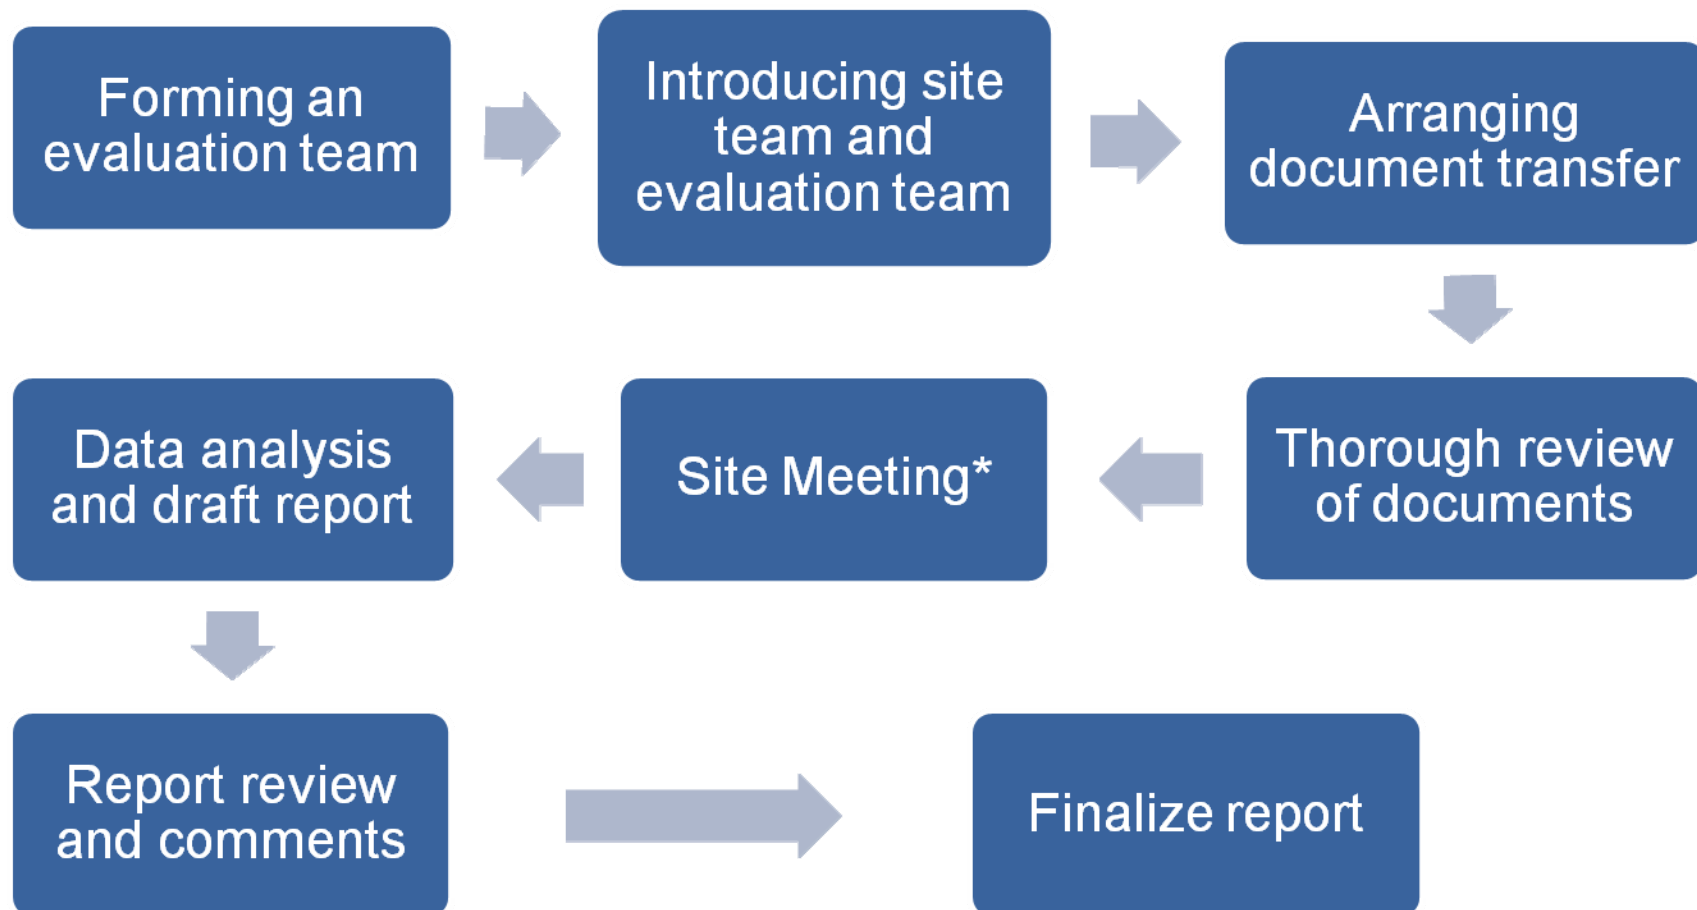 Forming an
evaluation team
Introducing site
team and
evaluation team
Arranging
document transfer
Thorough review
of documents
Site Meeting*
Data analysis
and draft report
Report review
and comments
Finalize report